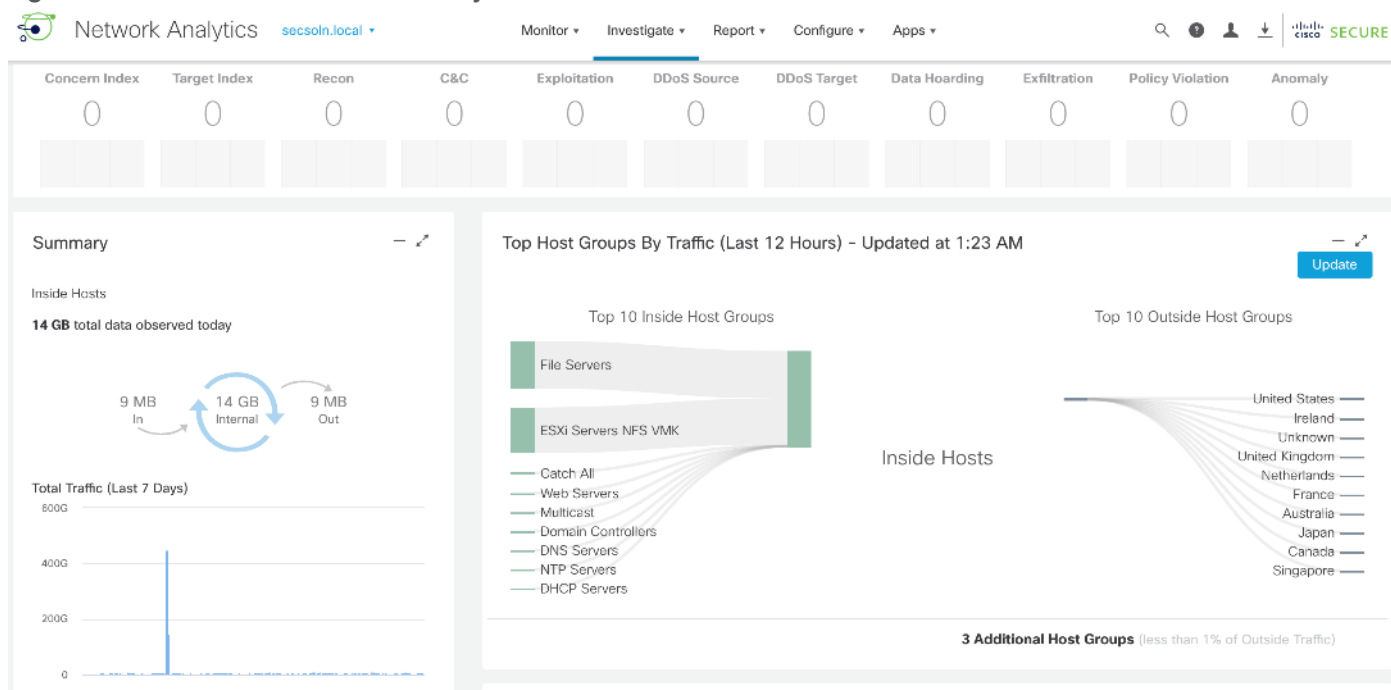 Network Analytics secsoln.local Monitor Investigate Report Configure Apps cisco SECURE
Concern Index Target Index Recon C&C Exploitation DDoS Source DDoS Target Data Hoarding Exfiltration Policy Violation Anomaly
0 0 0 0 0 0 0 0 0 0 0
Summary
Inside Hosts
14 GB total data observed today
9 MB
In
14 GB
Internal
9 MB
Out
Total Traffic (Last 7 Days)
600G
400G
200G
0
Top Host Groups By Traffic (Last 12 Hours) - Updated at 1:23 AM
Update
Top 10 Inside Host Groups
File Servers
ESXi Servers NFS VMK
Catch All
Web Servers
Multicast
Domain Controllers
DNS Servers
NTP Servers
DHCP Servers
Inside Hosts
Top 10 Outside Host Groups
United States
Ireland
Unknown
United Kingdom
Netherlands
France
Australia
Japan
Canada
Singapore
3 Additional Host Groups (less than 1% of Outside Traffic)